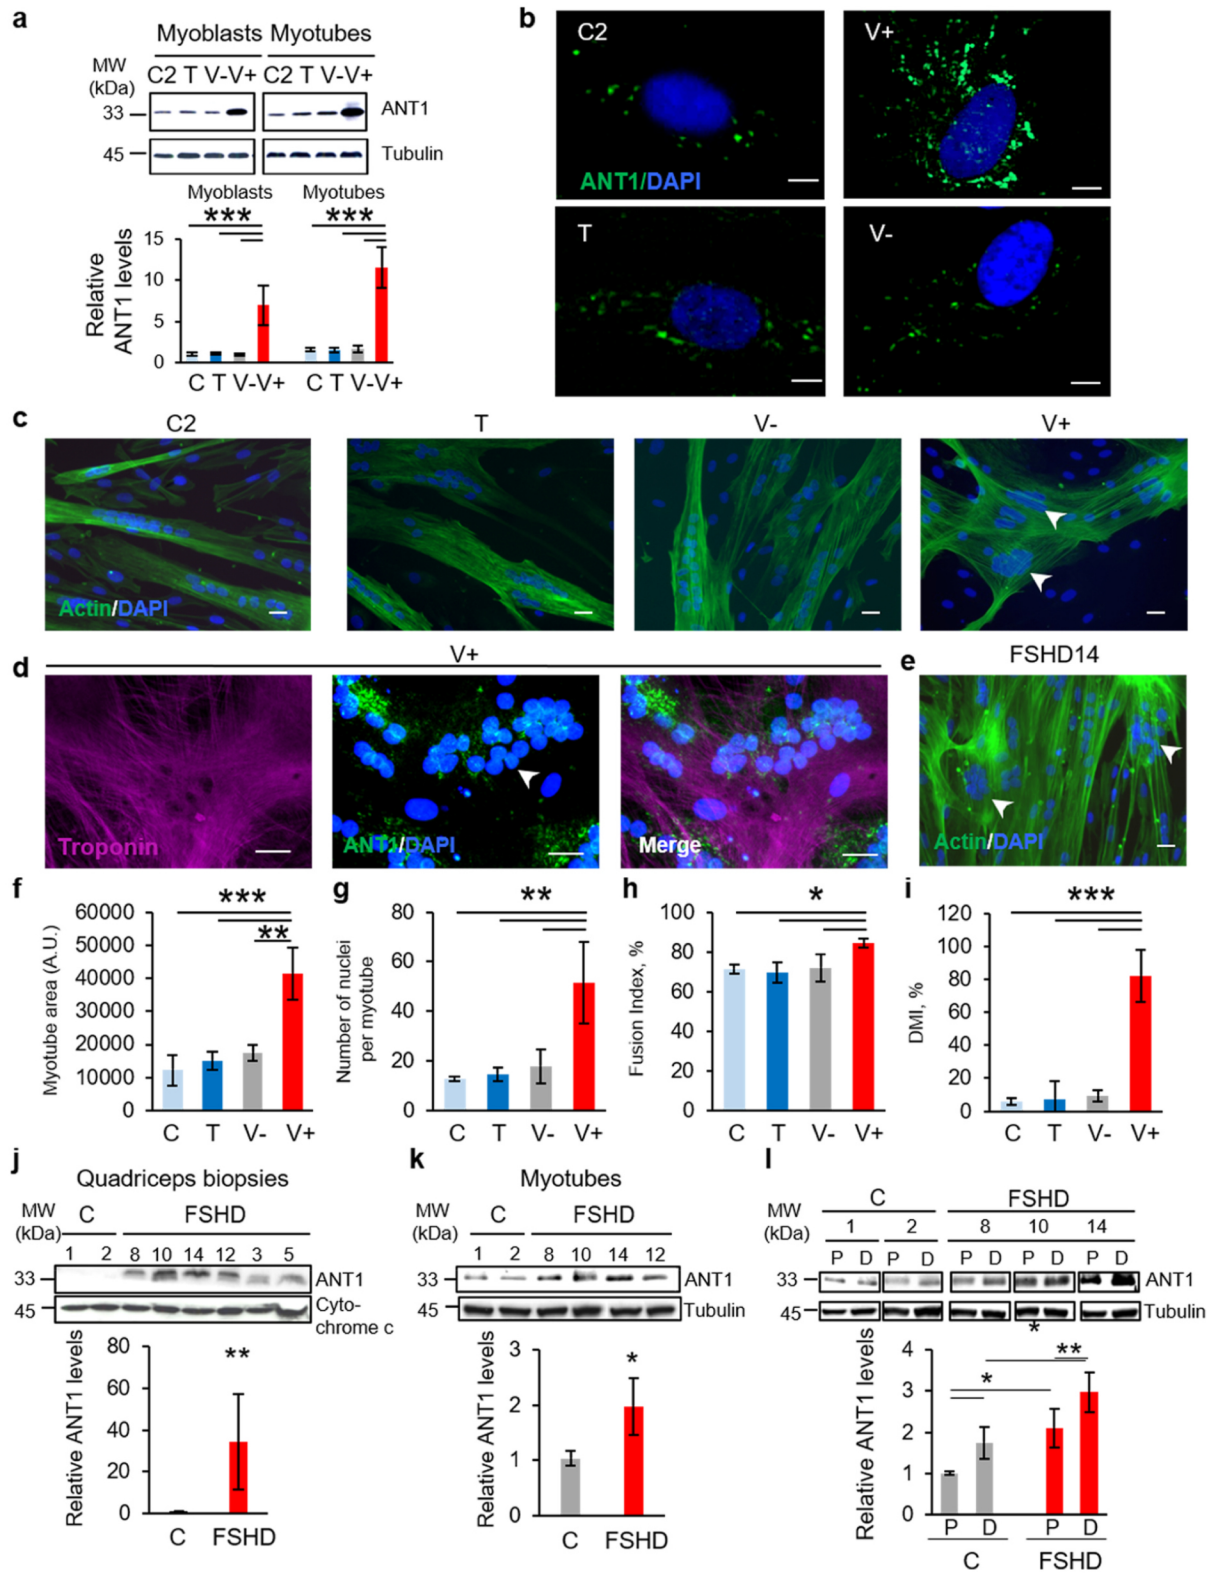 a
Myoblasts Myotubes
MW
(kDa)
C2 T V-V+ C2 T V-V+
33
ANT1
45
Tubulin
Myoblasts Myotubes
*** ***
Relative
ANT1 levels
15
10
5
0
C T V-V+ C T V-V+
b
C2
V+
ANT1/DAPI
T
V-
c
C2 T V- V+
Actin/DAPI
d
V+
Troponin
ANT1/DAPI
Merge
e
FSHD14
Actin/DAPI
f
***
**
Myotube area (A.U.)
60000
50000
40000
30000
20000
10000
0
C T V- V+
g
**
Number of nuclei
per myotube
80
60
40
20
0
C T V- V+
h
*
Fusion Index, %
100
80
60
40
20
0
C T V- V+
i
***
DMI, %
120
100
80
60
40
20
0
C T V- V+
j
Quadriceps biopsies
MW
(kDa)
C FSHD
1 2 8 10 14 12 3 5
33
ANT1
45
Cyto-
chrome c
Relative ANT1 levels
80
60
40
20
0
**
C FSHD
k
Myotubes
MW
(kDa)
C FSHD
1 2 8 10 14 12
33
ANT1
45
Tubulin
Relative ANT1 levels
3
2
1
0
*
C FSHD
l
MW
(kDa)
C FSHD
1 2 8 10 14
P D P D P D P D P D
33
ANT1
45
Tubulin
Relative ANT1 levels
4
3
2
1
0
*
**
*
P D P D
C FSHD